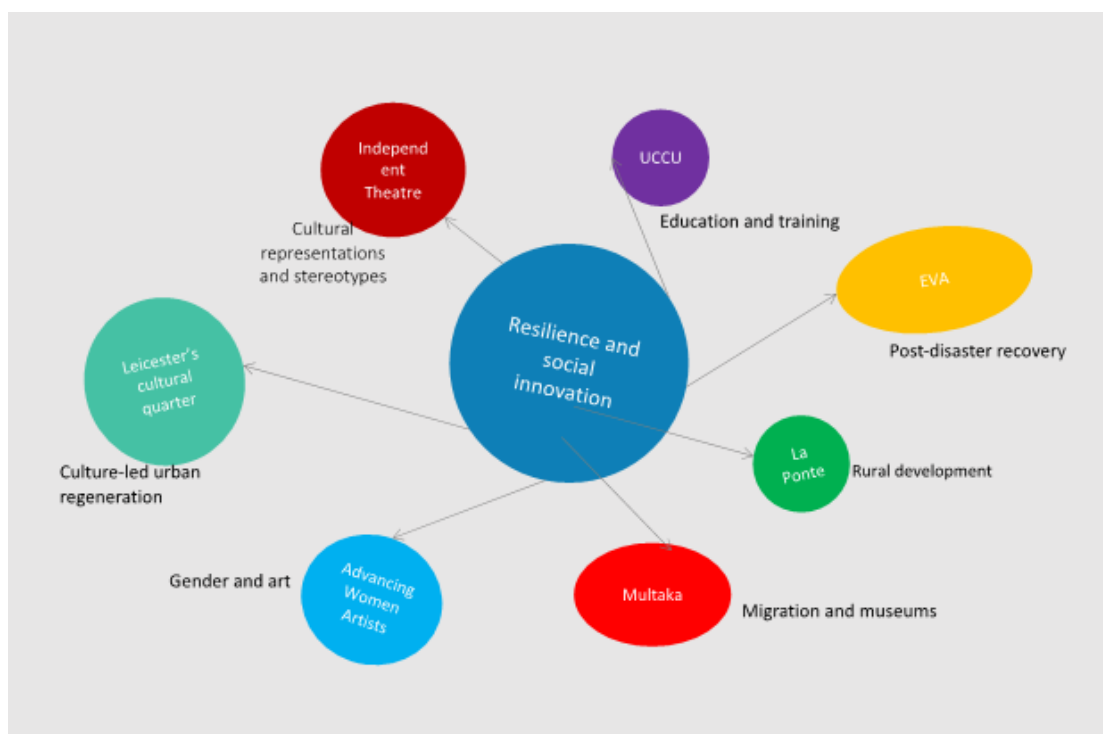 Independ
ent
Theatre
Cultural
representations
and stereotypes
UCCU
Education and training
EVA
Post-disaster recovery
Resilience and
social
innovation
Leicester's
cultural
quarter
Culture-led urban
regeneration
La
Ponte
Rural development
Gender and art
Advancing
Women
Artists
Multaka
Migration and museums